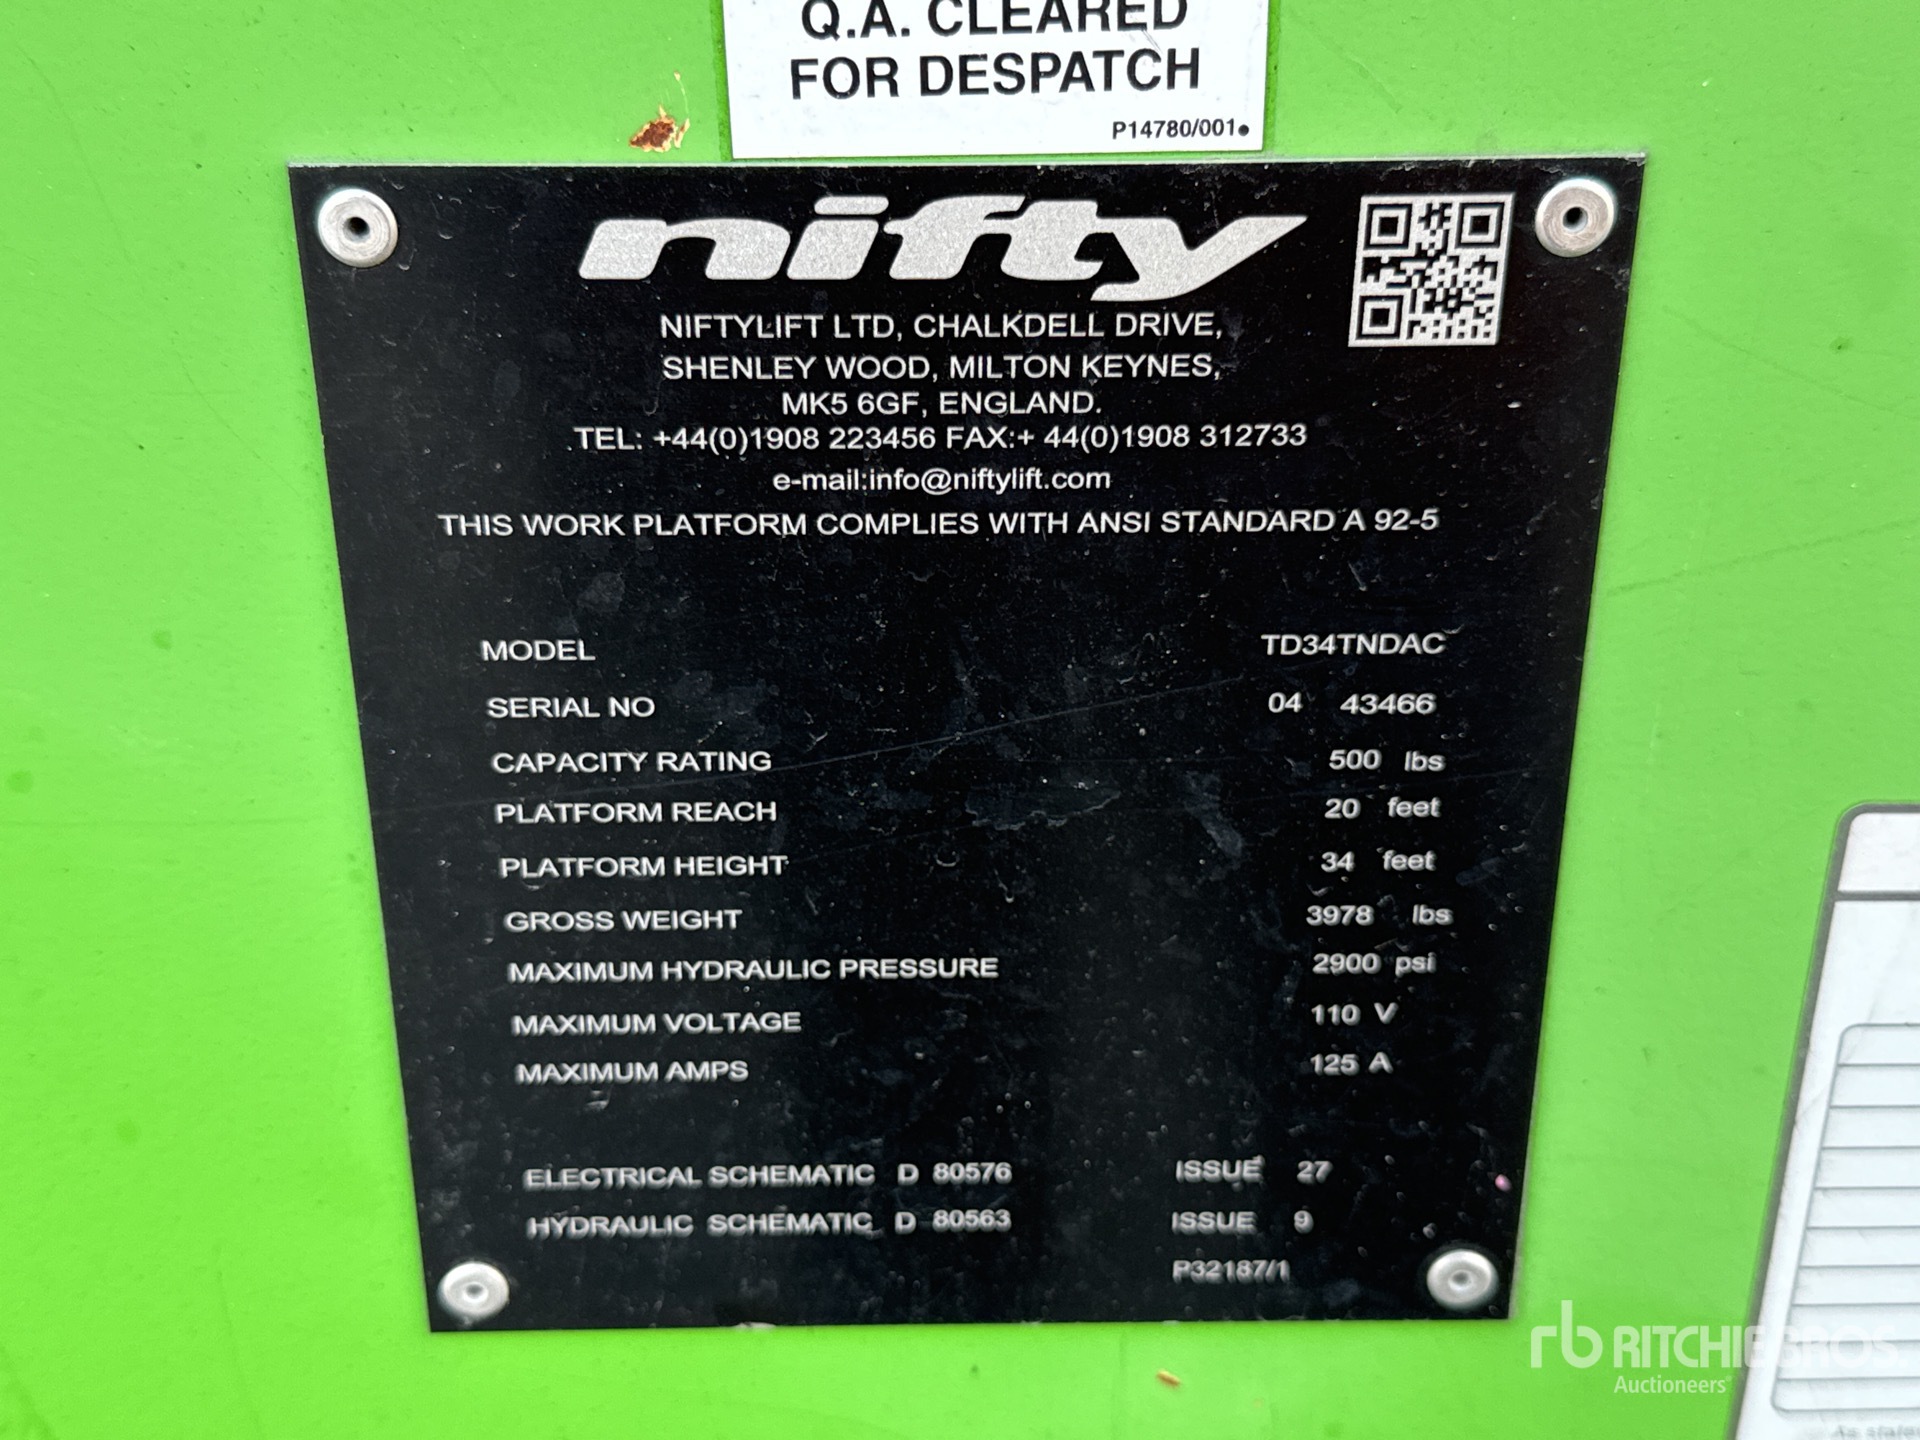 Q.A. CLEARED
FOR DESPATCH
P14780/001
nifty
NIFTYLIFT LTD, CHALKDELL DRIVE,
SHENLEY WOOD, MILTON KEYNES,
MK5 6GF, ENGLAND.
TEL: +44(0)1908 223456 FAX:+ 44(0)1908 312733
e-mail:info@niftylift.com
THIS WORK PLATFORM COMPLIES WITH ANSI STANDARD A 92-5
MODEL TD34TNDAC
SERIAL NO 04 43466
CAPACITY RATING 500 lbs
PLATFORM REACH 20 feet
PLATFORM HEIGHT 34 feet
GROSS WEIGHT 3978 lbs
MAXIMUM HYDRAULIC PRESSURE 2900 psi
MAXIMUM VOLTAGE 110 V
MAXIMUM AMPS 125 A
ELECTRICAL SCHEMATIC D 80576 ISSUE 27
HYDRAULIC SCHEMATIC D 80563 ISSUE 9
P32187/1
rb RITCHIE BROS.
Auctioneers